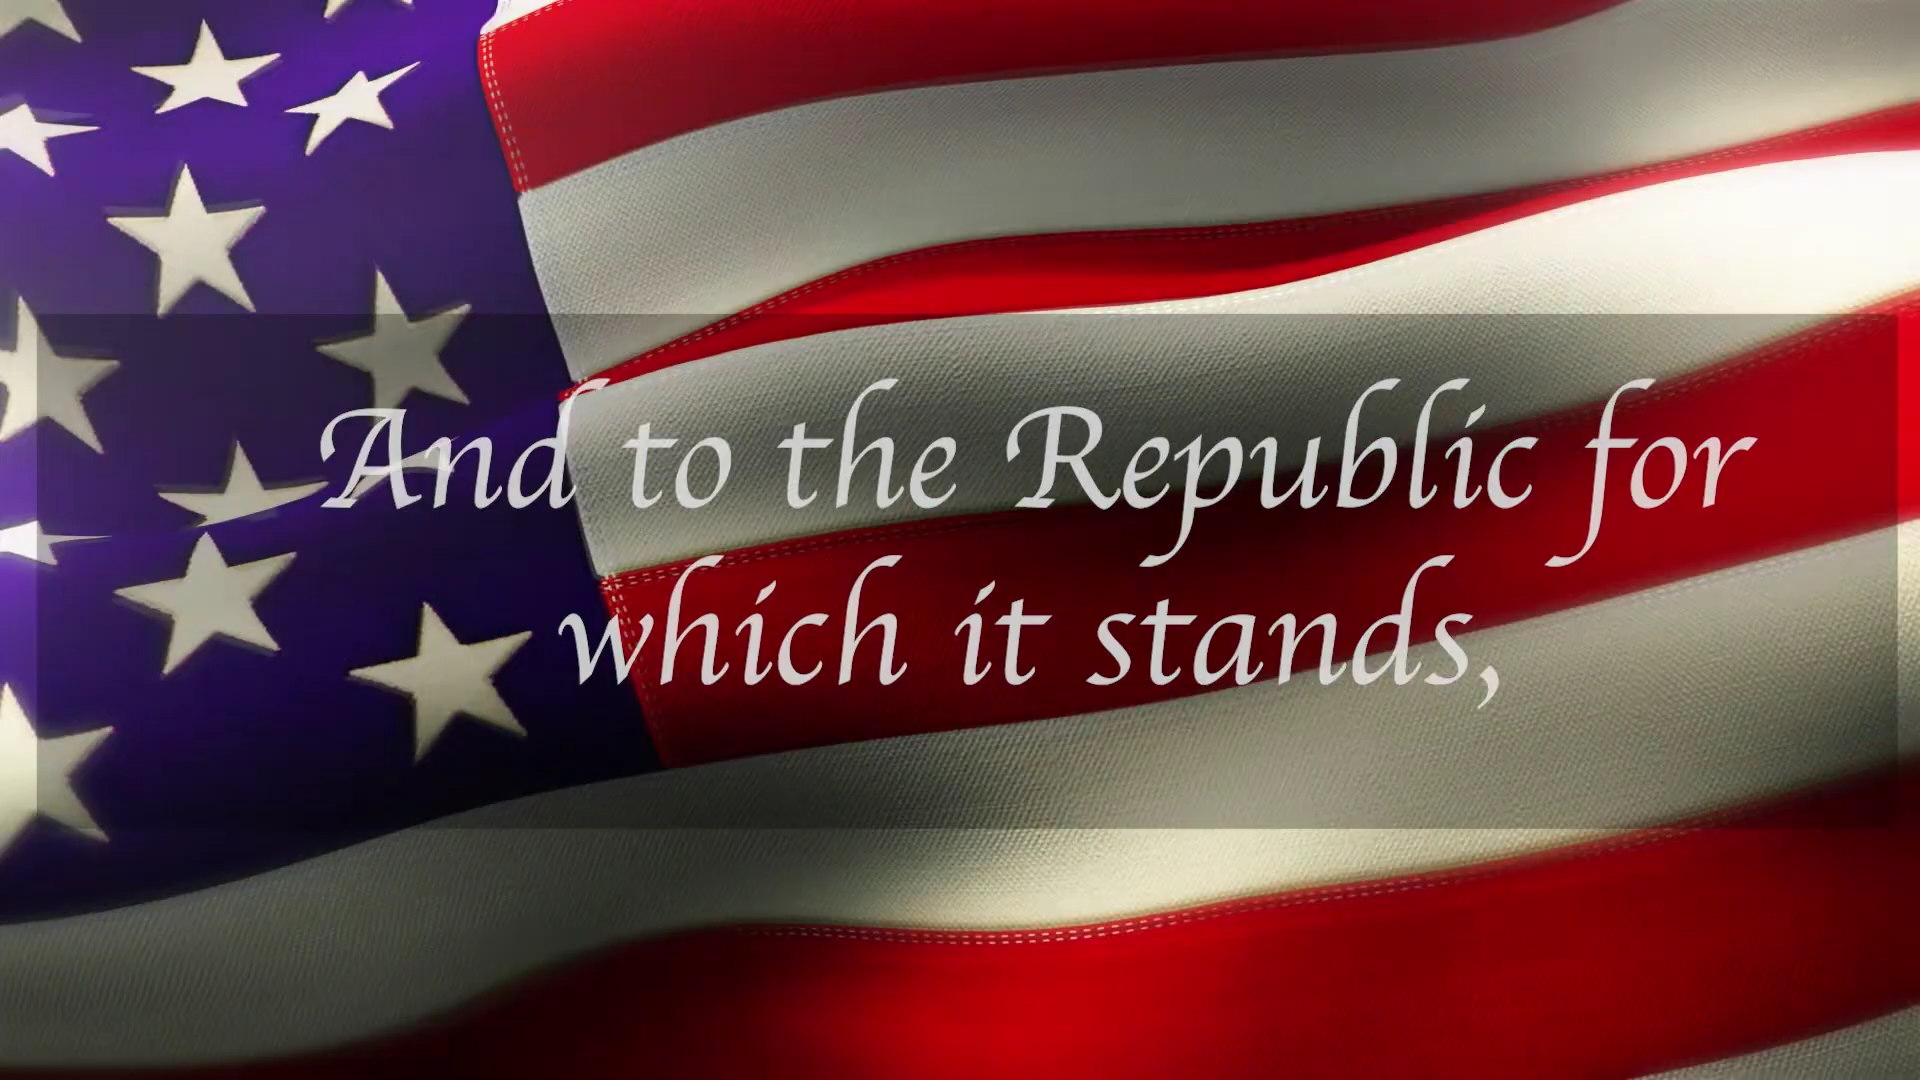 And to the Republic for
which it stands,